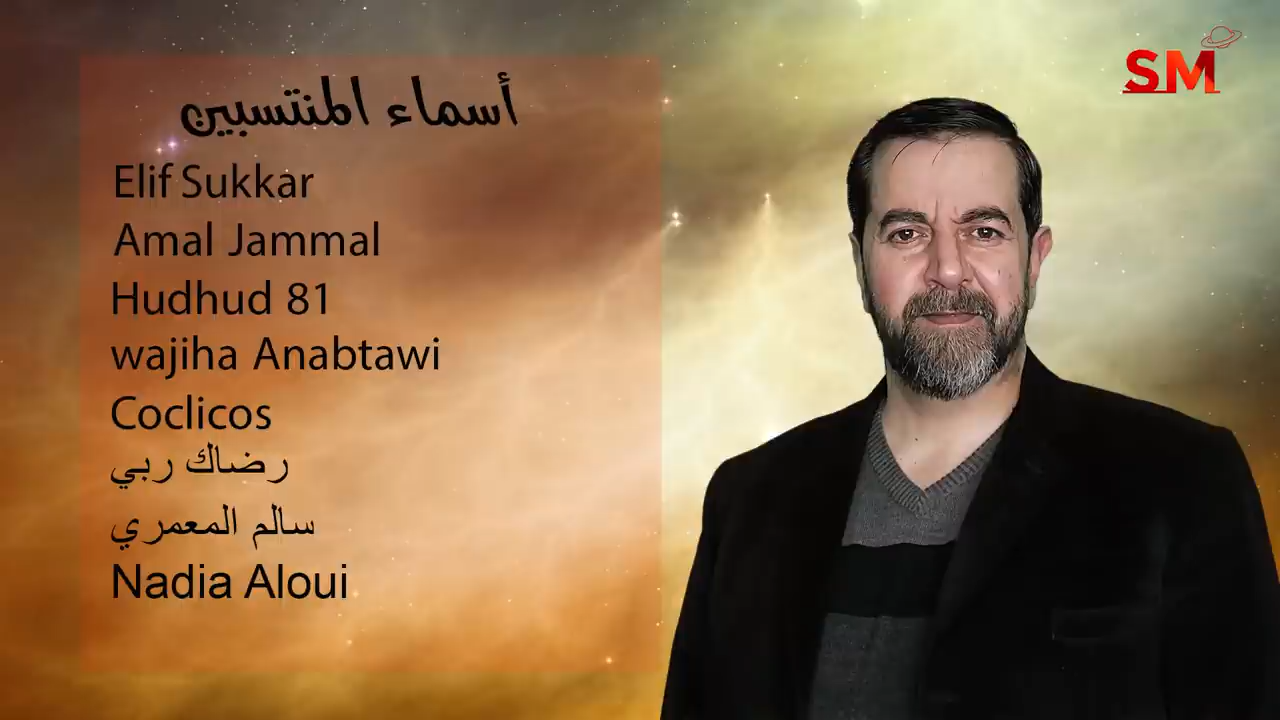 أسماء المنتسبين
Elif Sukkar
Amal Jammal
Hudhud 81
wajiha Anabtawi
Coclicos
رضاك ربي
سالم المعمري
Nadia Aloui
SM